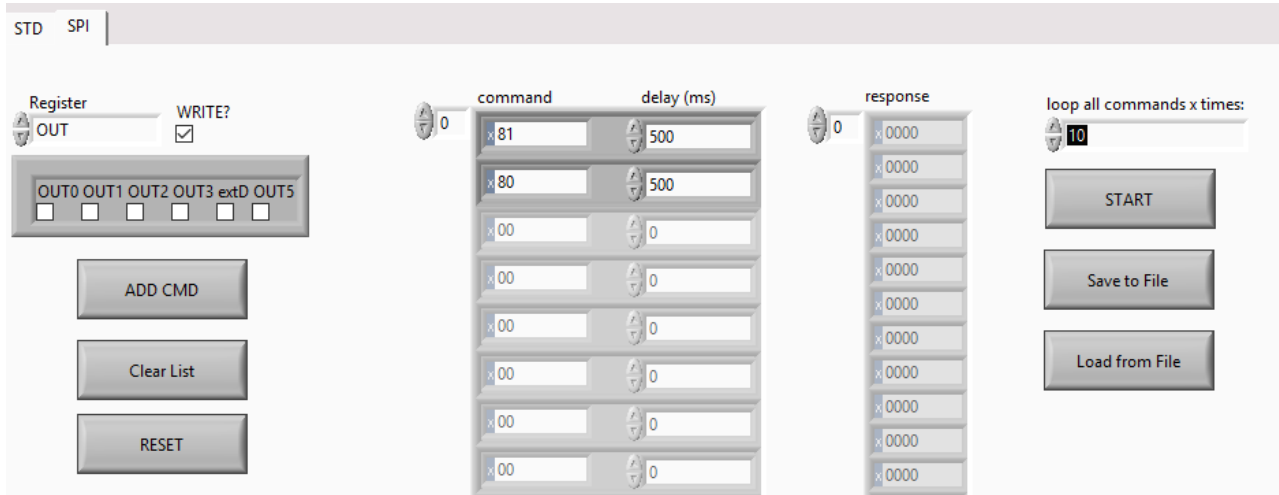 STD SPI
Register
OUT
WRITE?
OUT0 OUT1 OUT2 OUT3 extD OUT5
ADD CMD
Clear List
RESET
command delay (ms)
0
x 81 500
x 80 500
x 00 0
x 00 0
x 00 0
x 00 0
x 00 0
x 00 0
response
0
x 0000
x 0000
x 0000
x 0000
x 0000
x 0000
x 0000
x 0000
x 0000
x 0000
x 0000
loop all commands x times:
10
START
Save to File
Load from File